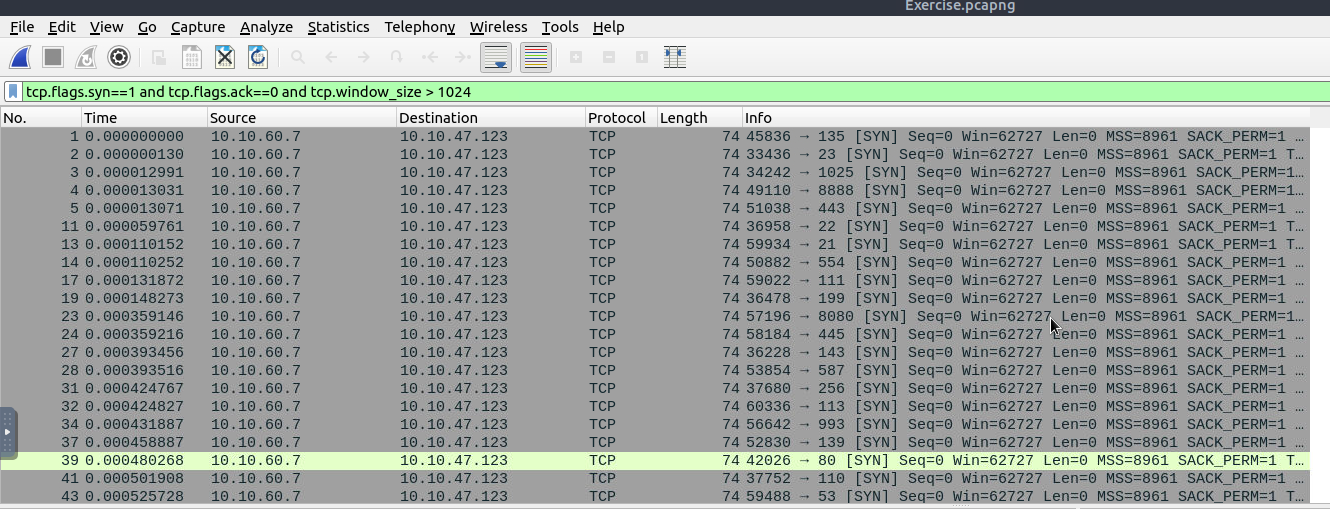 Exercise.pcapng
File Edit View Go Capture Analyze Statistics Telephony Wireless Tools Help
tcp.flags.syn==1 and tcp.flags.ack==0 and tcp.window_size > 1024
No. Time Source Destination Protocol Length Info
1 0.000000000 10.10.60.7 10.10.47.123 TCP 74 45836 → 135 [SYN] Seq=0 Win=62727 Len=0 MSS=8961 SACK_PERM=1 …
2 0.000000130 10.10.60.7 10.10.47.123 TCP 74 33436 → 23 [SYN] Seq=0 Win=62727 Len=0 MSS=8961 SACK_PERM=1 T…
3 0.000012991 10.10.60.7 10.10.47.123 TCP 74 34242 → 1025 [SYN] Seq=0 Win=62727 Len=0 MSS=8961 SACK_PERM=1…
4 0.000013031 10.10.60.7 10.10.47.123 TCP 74 49110 → 8888 [SYN] Seq=0 Win=62727 Len=0 MSS=8961 SACK_PERM=1…
5 0.000013071 10.10.60.7 10.10.47.123 TCP 74 51038 → 443 [SYN] Seq=0 Win=62727 Len=0 MSS=8961 SACK_PERM=1 …
11 0.000059761 10.10.60.7 10.10.47.123 TCP 74 36958 → 22 [SYN] Seq=0 Win=62727 Len=0 MSS=8961 SACK_PERM=1 T…
13 0.000110152 10.10.60.7 10.10.47.123 TCP 74 59934 → 21 [SYN] Seq=0 Win=62727 Len=0 MSS=8961 SACK_PERM=1 T…
14 0.000110252 10.10.60.7 10.10.47.123 TCP 74 50882 → 554 [SYN] Seq=0 Win=62727 Len=0 MSS=8961 SACK_PERM=1 …
17 0.000131872 10.10.60.7 10.10.47.123 TCP 74 59022 → 111 [SYN] Seq=0 Win=62727 Len=0 MSS=8961 SACK_PERM=1 …
19 0.000148273 10.10.60.7 10.10.47.123 TCP 74 36478 → 199 [SYN] Seq=0 Win=62727 Len=0 MSS=8961 SACK_PERM=1 …
23 0.000359146 10.10.60.7 10.10.47.123 TCP 74 57196 → 8080 [SYN] Seq=0 Win=62727 Len=0 MSS=8961 SACK_PERM=1…
24 0.000359216 10.10.60.7 10.10.47.123 TCP 74 58184 → 445 [SYN] Seq=0 Win=62727 Len=0 MSS=8961 SACK_PERM=1 …
27 0.000393456 10.10.60.7 10.10.47.123 TCP 74 36228 → 143 [SYN] Seq=0 Win=62727 Len=0 MSS=8961 SACK_PERM=1 …
28 0.000393516 10.10.60.7 10.10.47.123 TCP 74 53854 → 587 [SYN] Seq=0 Win=62727 Len=0 MSS=8961 SACK_PERM=1 …
31 0.000424767 10.10.60.7 10.10.47.123 TCP 74 37680 → 256 [SYN] Seq=0 Win=62727 Len=0 MSS=8961 SACK_PERM=1 …
32 0.000424827 10.10.60.7 10.10.47.123 TCP 74 60336 → 113 [SYN] Seq=0 Win=62727 Len=0 MSS=8961 SACK_PERM=1 …
34 0.000431887 10.10.60.7 10.10.47.123 TCP 74 56642 → 993 [SYN] Seq=0 Win=62727 Len=0 MSS=8961 SACK_PERM=1 …
37 0.000458887 10.10.60.7 10.10.47.123 TCP 74 52830 → 139 [SYN] Seq=0 Win=62727 Len=0 MSS=8961 SACK_PERM=1 …
39 0.000480268 10.10.60.7 10.10.47.123 TCP 74 42026 → 80 [SYN] Seq=0 Win=62727 Len=0 MSS=8961 SACK_PERM=1 T…
41 0.000501908 10.10.60.7 10.10.47.123 TCP 74 37752 → 110 [SYN] Seq=0 Win=62727 Len=0 MSS=8961 SACK_PERM=1 …
43 0.000525728 10.10.60.7 10.10.47.123 TCP 74 59488 → 53 [SYN] Seq=0 Win=62727 Len=0 MSS=8961 SACK_PERM=1 T…